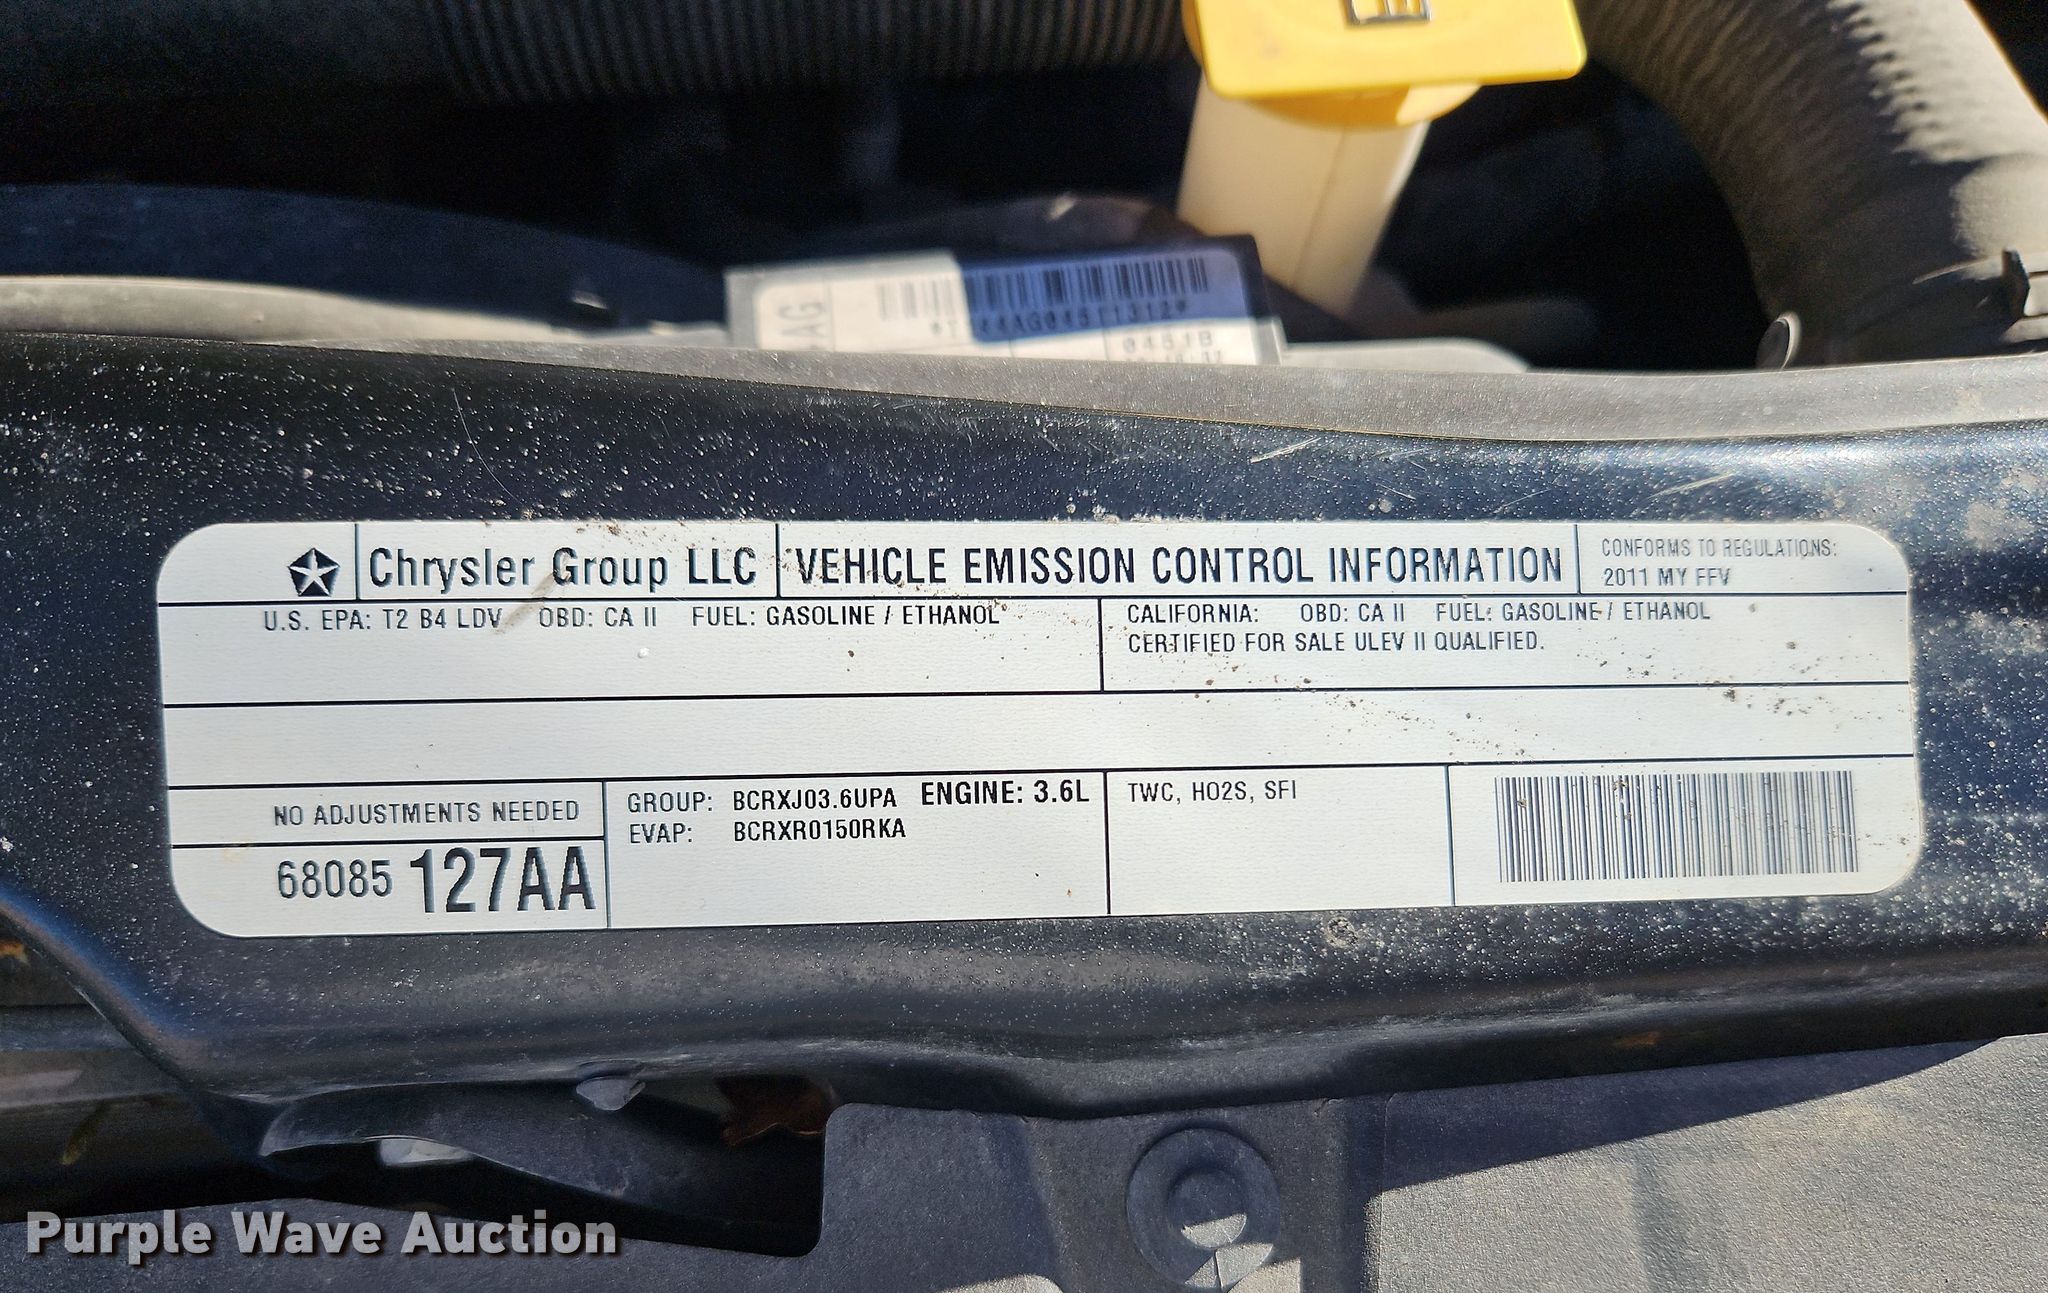 0451B
Chrysler Group LLC VEHICLE EMISSION CONTROL INFORMATION
CONFORMS TO REGULATIONS:
2011 MY FFV
U.S. EPA: T2 B4 LDV OBD: CA II FUEL: GASOLINE / ETHANOL
CALIFORNIA: OBD: CA II FUEL: GASOLINE / ETHANOL
CERTIFIED FOR SALE ULEV II QUALIFIED.
NO ADJUSTMENTS NEEDED
68085 127AA
GROUP: BCRXJ03.6UPA ENGINE: 3.6L
EVAP: BCRXR0150RKA
TWC, HO2S, SFI
Purple Wave Auction